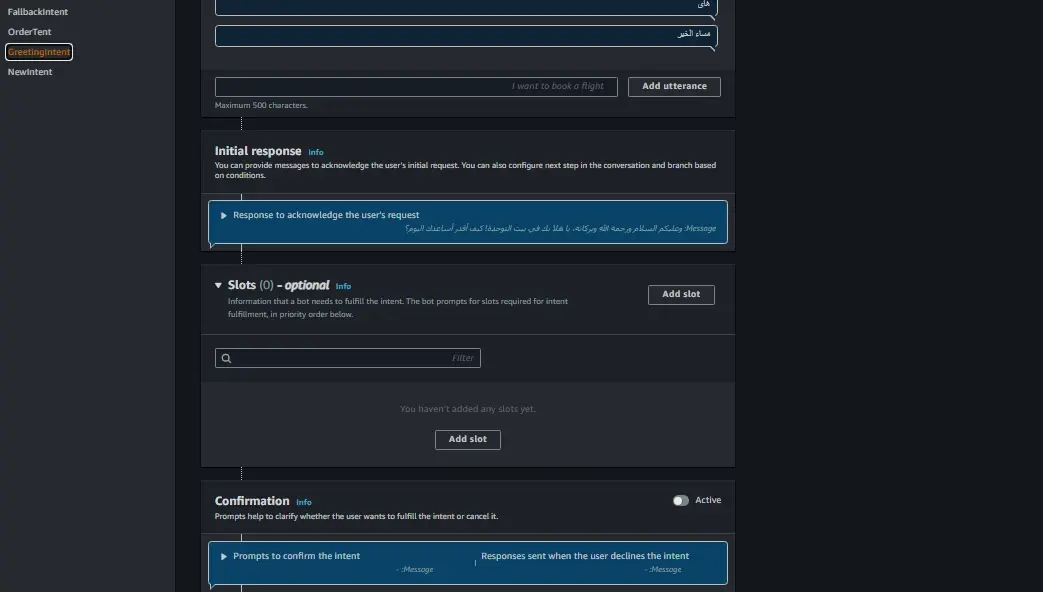 FallbackIntent
OrderTent
GreetingIntent
NewIntent
هاي
مساء الخير
I want to book a flight
Add utterance
Maximum 500 characters.
Initial response Info
You can provide messages to acknowledge the user's initial request. You can also configure next step in the conversation and branch based
on conditions.
Response to acknowledge the user's request
Message: وعليكم السلام ورحمة الله وبركاته، يا هلا بك في بيت النوخذة! كيف أقدر أساعدك اليوم؟
Slots (0) - optional Info
Add slot
Information that a bot needs to fulfill the intent. The bot prompts for slots required for intent
fulfillment, in priority order below.
Filter
You haven't added any slots yet.
Add slot
Confirmation Info
Active
Prompts help to clarify whether the user wants to fulfill the intent or cancel it.
Prompts to confirm the intent
- :Message
Responses sent when the user declines the intent
- :Message